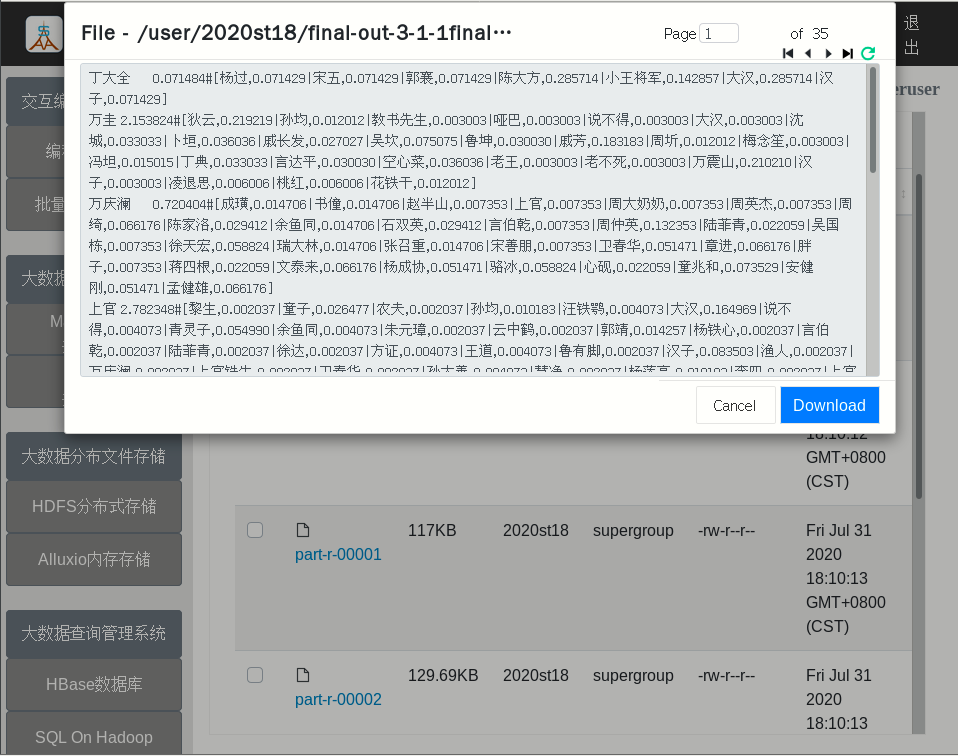 File - /user/2020st18/final-out-3-1-1final···
Page 1 of 35
退
出
丁大全 0.071484#[杨过,0.071429|宋五,0.071429|郭襄,0.071429|陈大方,0.285714|小王将军,0.142857|大汉,0.285714|汉
子,0.071429]
万圭 2.153824#[狄云,0.219219|孙均,0.012012|教书先生,0.003003|哑巴,0.003003|说不得,0.003003|大汉,0.003003|沈
城,0.033033|卜垣,0.036036|戚长发,0.027027|吴坎,0.075075|鲁坤,0.030030|戚芳,0.183183|周圻,0.012012|梅念笙,0.003003|
冯坦,0.015015|丁典,0.033033|言达平,0.030030|空心菜,0.036036|老王,0.003003|老不死,0.003003|万震山,0.210210|汉
子,0.003003|凌退思,0.006006|桃红,0.006006|花铁干,0.012012]
万庆澜 0.720404#[成璜,0.014706|书僮,0.014706|赵半山,0.007353|上官,0.007353|周大奶奶,0.007353|周英杰,0.007353|周
绮,0.066176|陈家洛,0.029412|余鱼同,0.014706|石双英,0.029412|言伯乾,0.007353|周仲英,0.132353|陆菲青,0.022059|吴国
栋,0.007353|徐天宏,0.058824|瑞大林,0.014706|张召重,0.014706|宋善朋,0.007353|卫春华,0.051471|章进,0.066176|胖
子,0.007353|蒋四根,0.022059|文泰来,0.066176|杨成协,0.051471|骆冰,0.058824|心砚,0.022059|童兆和,0.073529|安健
刚,0.051471|孟健雄,0.066176]
上官 2.782348#[黎生,0.002037|童子,0.026477|农夫,0.002037|孙均,0.010183|汪铁鹗,0.004073|大汉,0.164969|说不
得,0.004073|青灵子,0.054990|余鱼同,0.004073|朱元璋,0.002037|云中鹤,0.002037|郭靖,0.014257|杨铁心,0.002037|言伯
乾,0.002037|陆菲青,0.002037|徐达,0.002037|方证,0.004073|王道,0.004073|鲁有脚,0.002037|汉子,0.083503|渔人,0.002037|
Cancel
Download
交互编
编
批量
大数据
M
eruser
大数据分布文件存储
HDFS分布式存储
Alluxio内存存储
大数据查询管理系统
HBase数据库
SQL On Hadoop
18:10:12
GMT+0800
(CST)
part-r-00001 117KB 2020st18 supergroup -rw-r--r-- Fri Jul 31
2020
18:10:13
GMT+0800
(CST)
part-r-00002 129.69KB 2020st18 supergroup -rw-r--r-- Fri Jul 31
2020
18:10:13